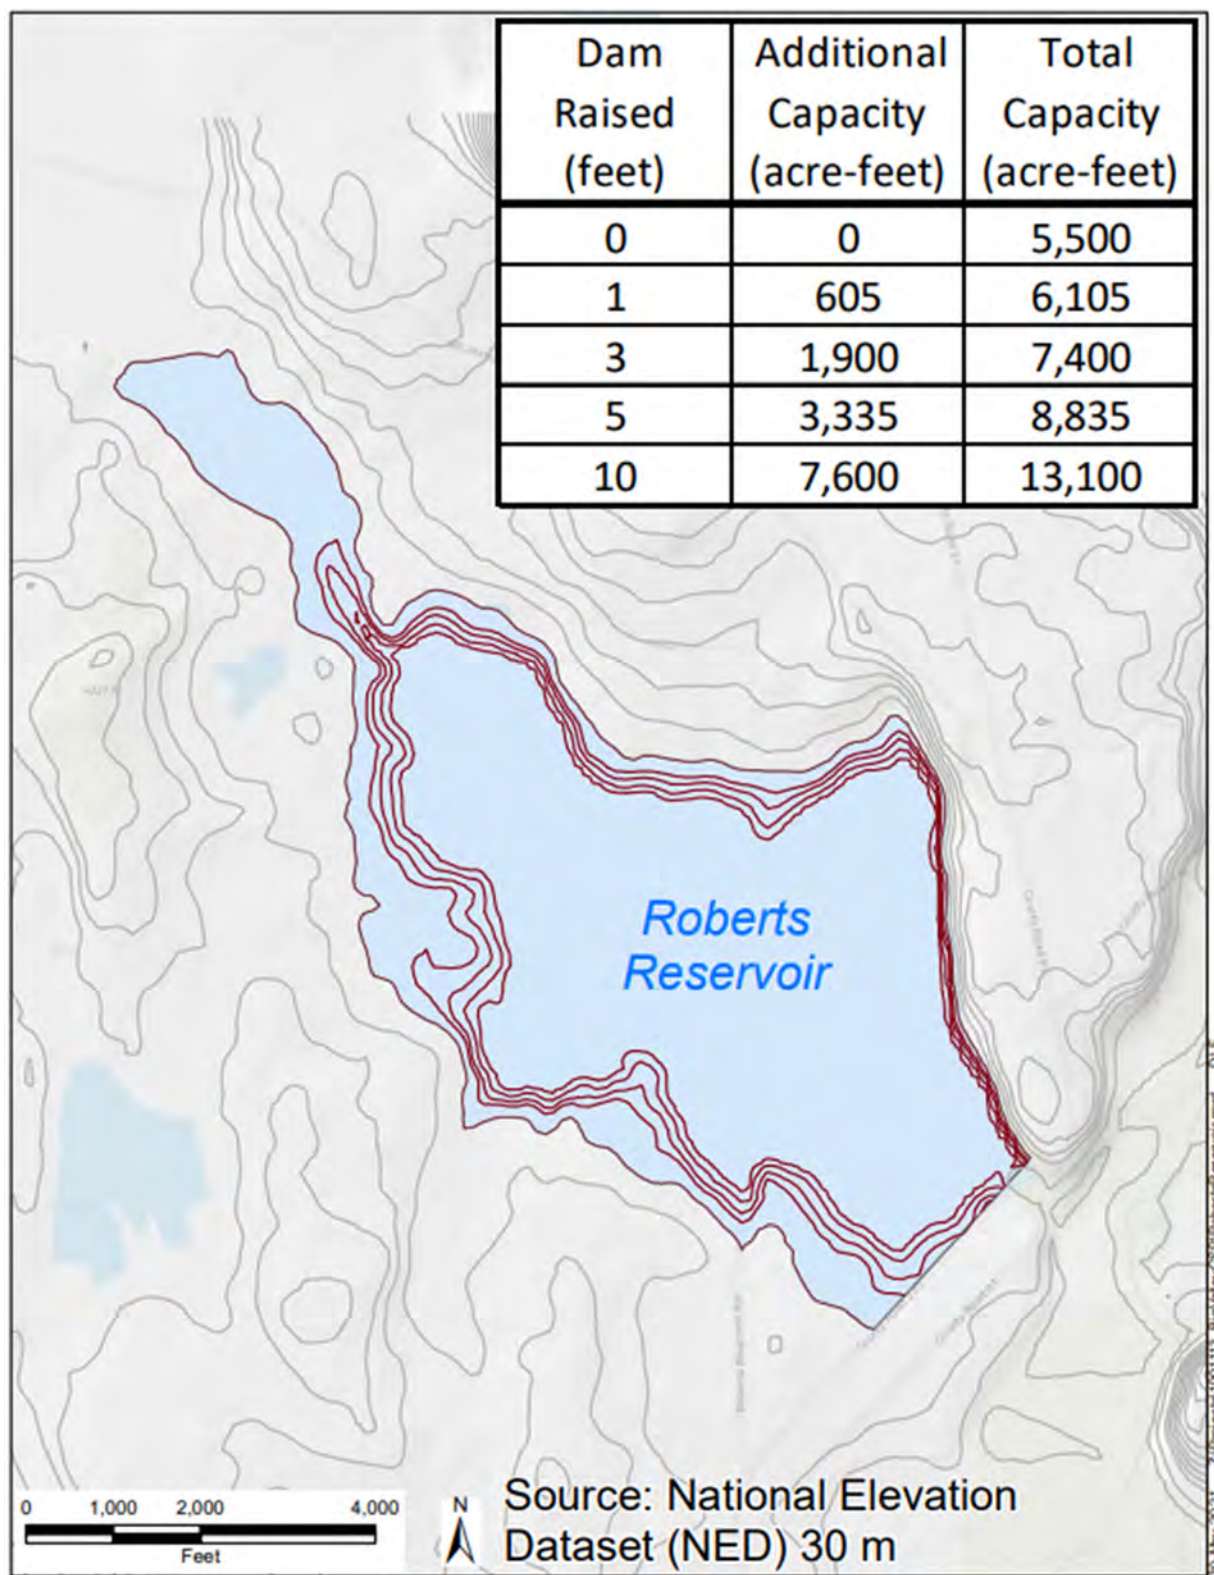 Dam Raised (feet) Additional Capacity (acre-feet) Total Capacity (acre-feet)
0 0 5,500
1 605 6,105
3 1,900 7,400
5 3,335 8,835
10 7,600 13,100
Roberts
Reservoir
0 1,000 2,000 4,000
Feet
N
Source: National Elevation
Dataset (NED) 30 m